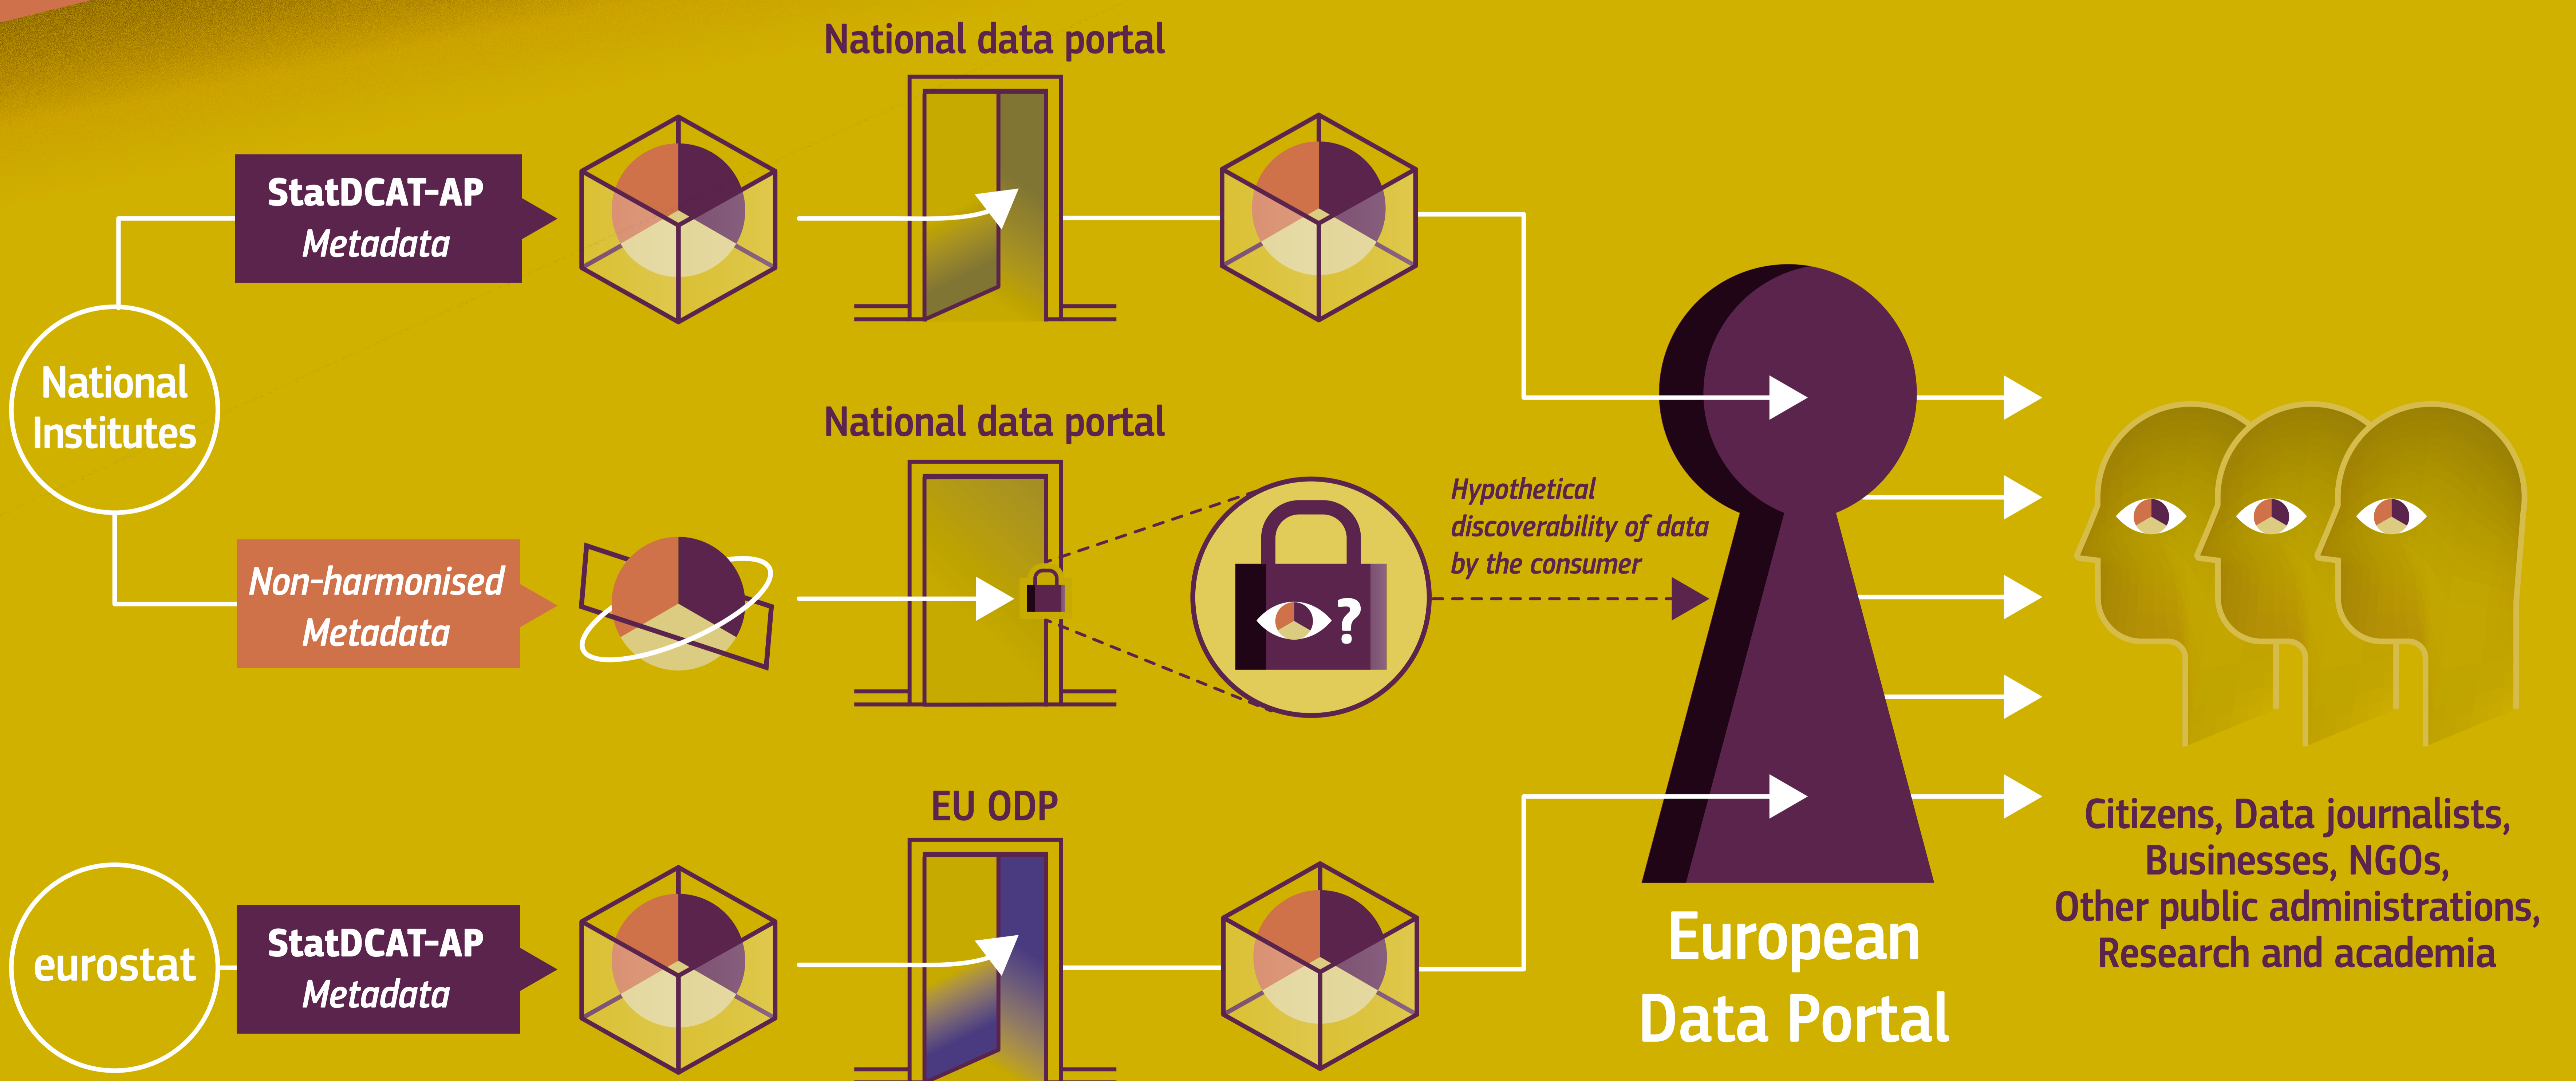 National data portal
StatDCAT-AP
Metadata
National
Institutes
National data portal
Non-harmonised
Metadata
?
Hypothetical
discoverability of data
by the consumer
EU ODP
eurostat
StatDCAT-AP
Metadata
European
Data Portal
Citizens, Data journalists,
Businesses, NGOs,
Other public administrations,
Research and academia